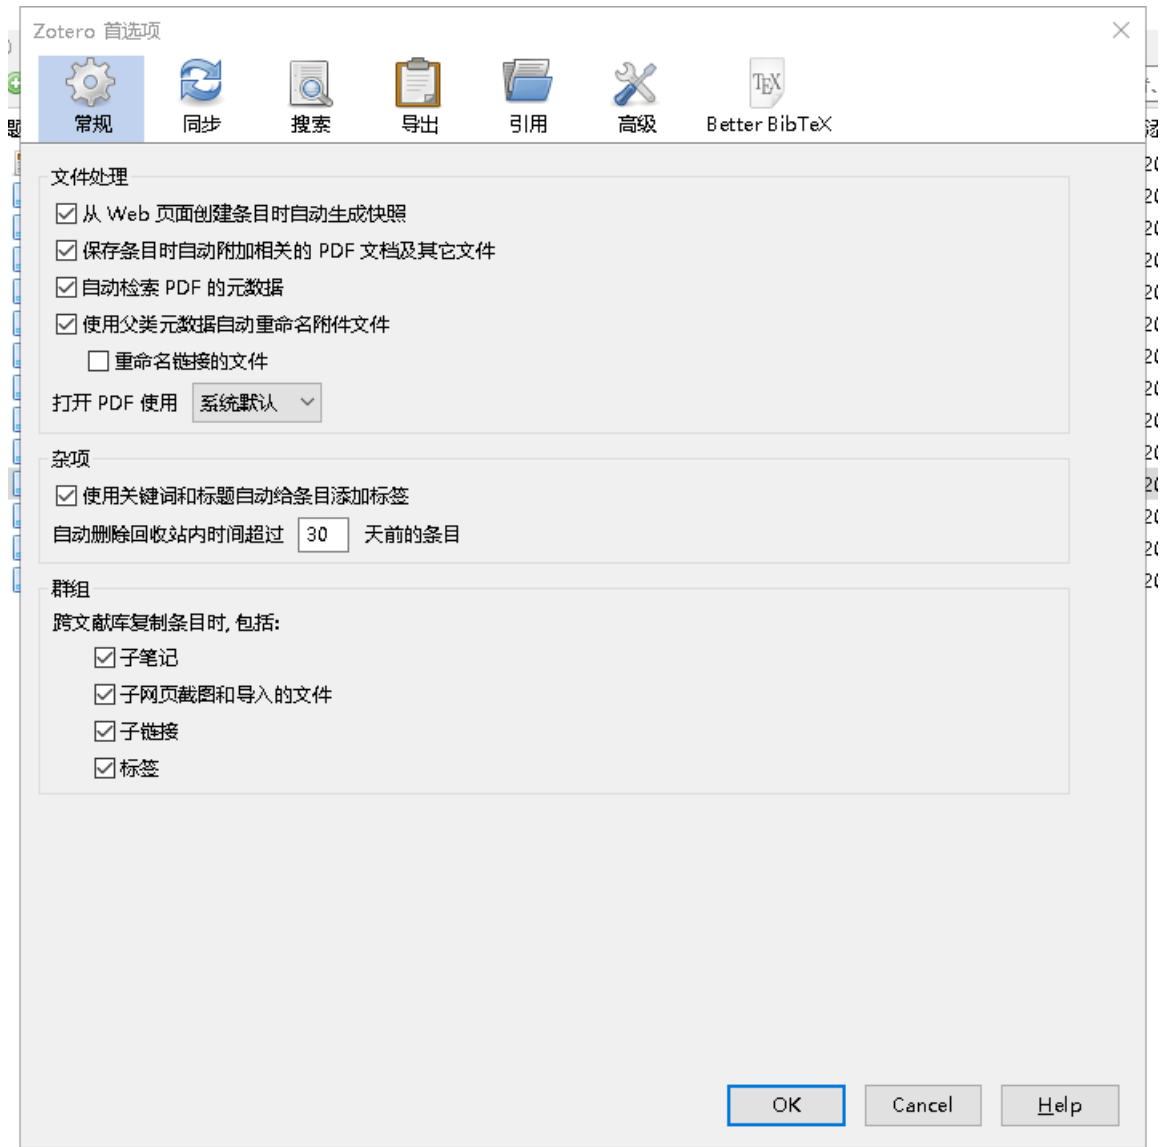 Zotero 首选项
常规 同步 搜索 导出 引用 高级 Better BibTeX
文件处理
从 Web 页面创建条目时自动生成快照
保存条目时自动附加相关的 PDF 文档及其它文件
自动检索 PDF 的元数据
使用父类元数据自动重命名附件文件
重命名链接的文件
打开 PDF 使用 系统默认
杂项
使用关键词和标题自动给条目添加标签
自动删除回收站内时间超过 30 天前的条目
群组
跨文献库复制条目时, 包括:
子笔记
子网页截图和导入的文件
子链接
标签
OK Cancel Help